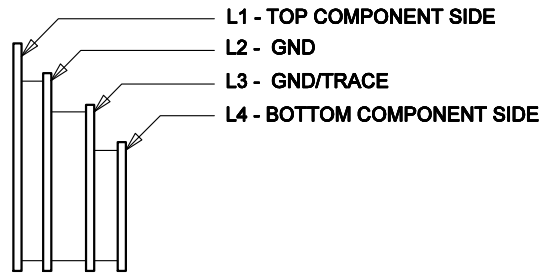 L1 - TOP COMPONENT SIDE
L2 - GND
L3 - GND/TRACE
L4 - BOTTOM COMPONENT SIDE